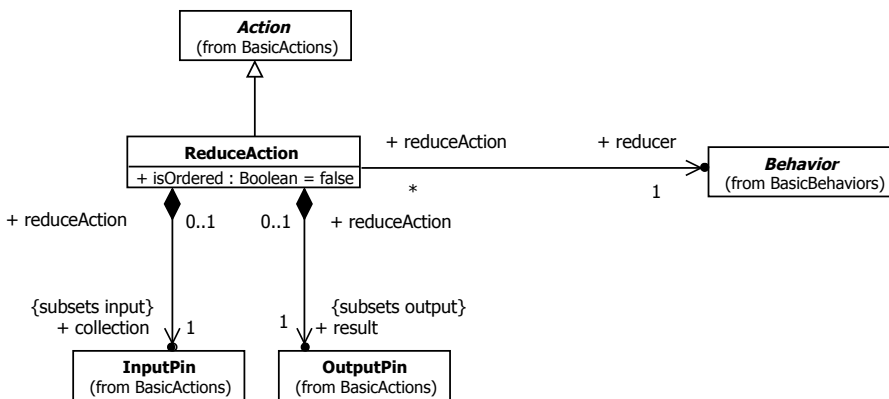 Action
(from BasicActions)
ReduceAction
+ isOrdered : Boolean = false
+ reduceAction
+ reducer
*
1
Behavior
(from BasicBehaviors)
+ reduceAction
0..1
0..1
+ reduceAction
{subsets input}
+ collection
1
{subsets output}
1
+ result
InputPin
(from BasicActions)
OutputPin
(from BasicActions)